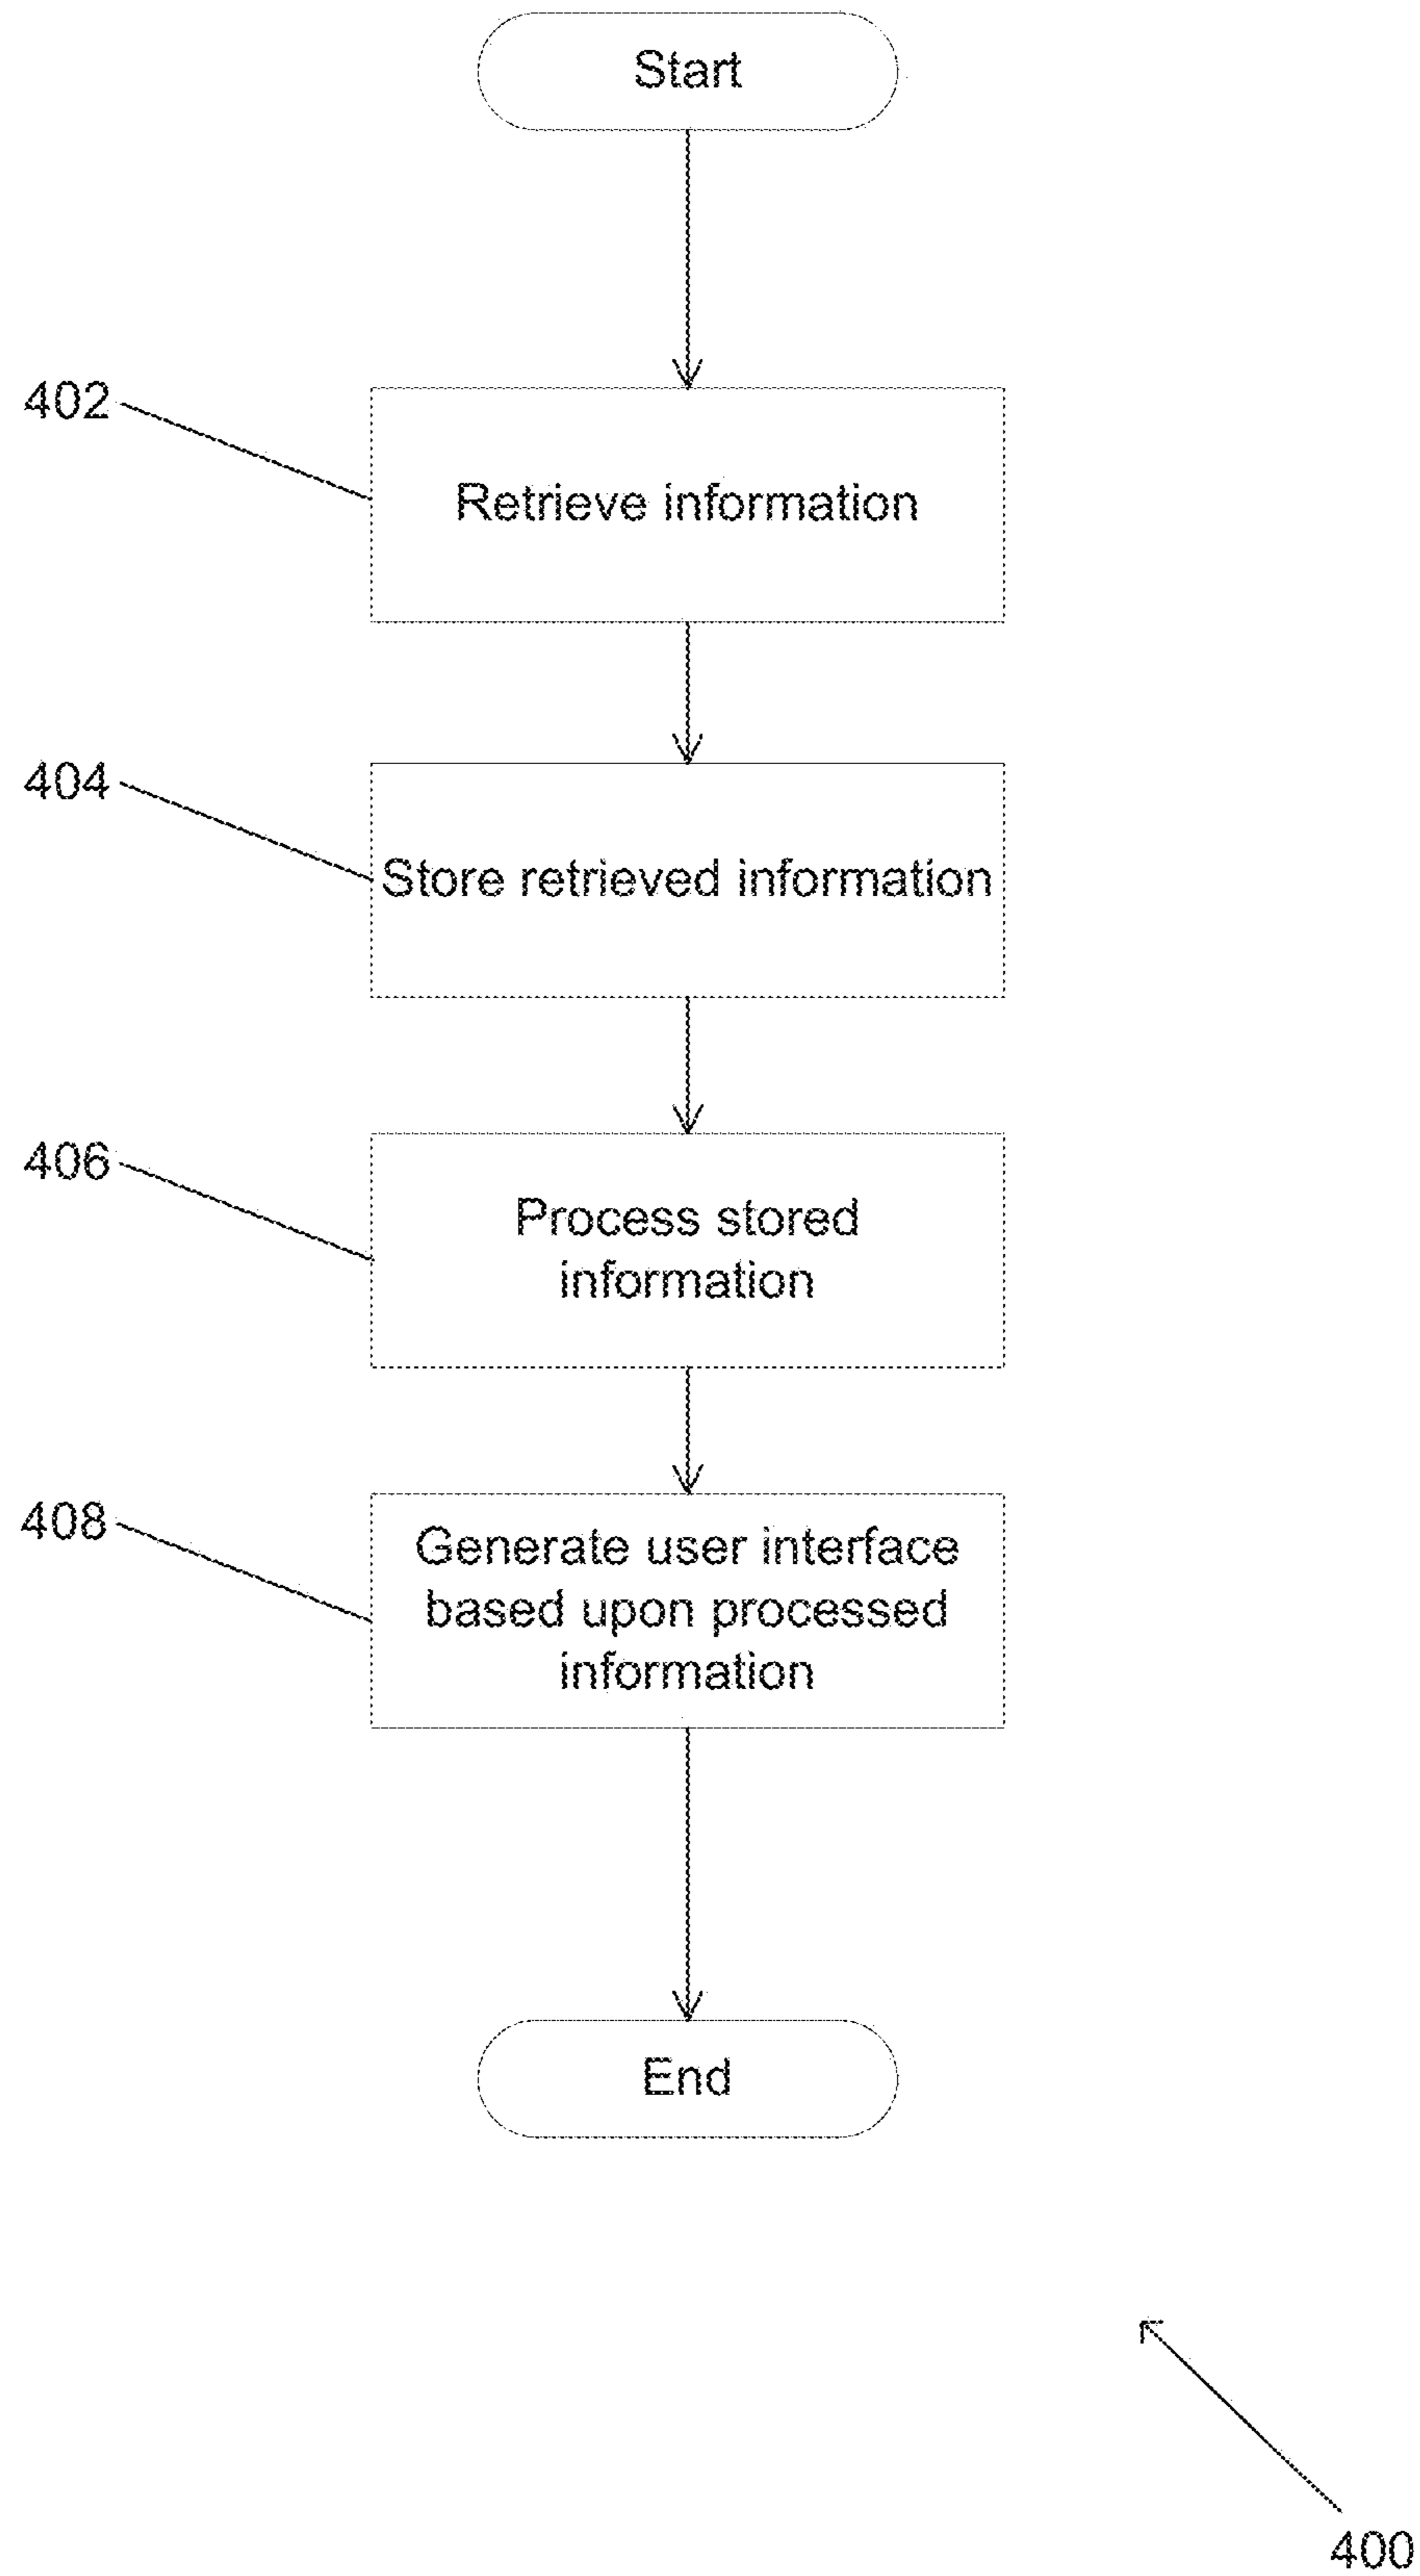 Start
402
Retrieve information
404
Store retrieved information
406
Process stored
information
408
Generate user interface
based upon processed
information
End
400